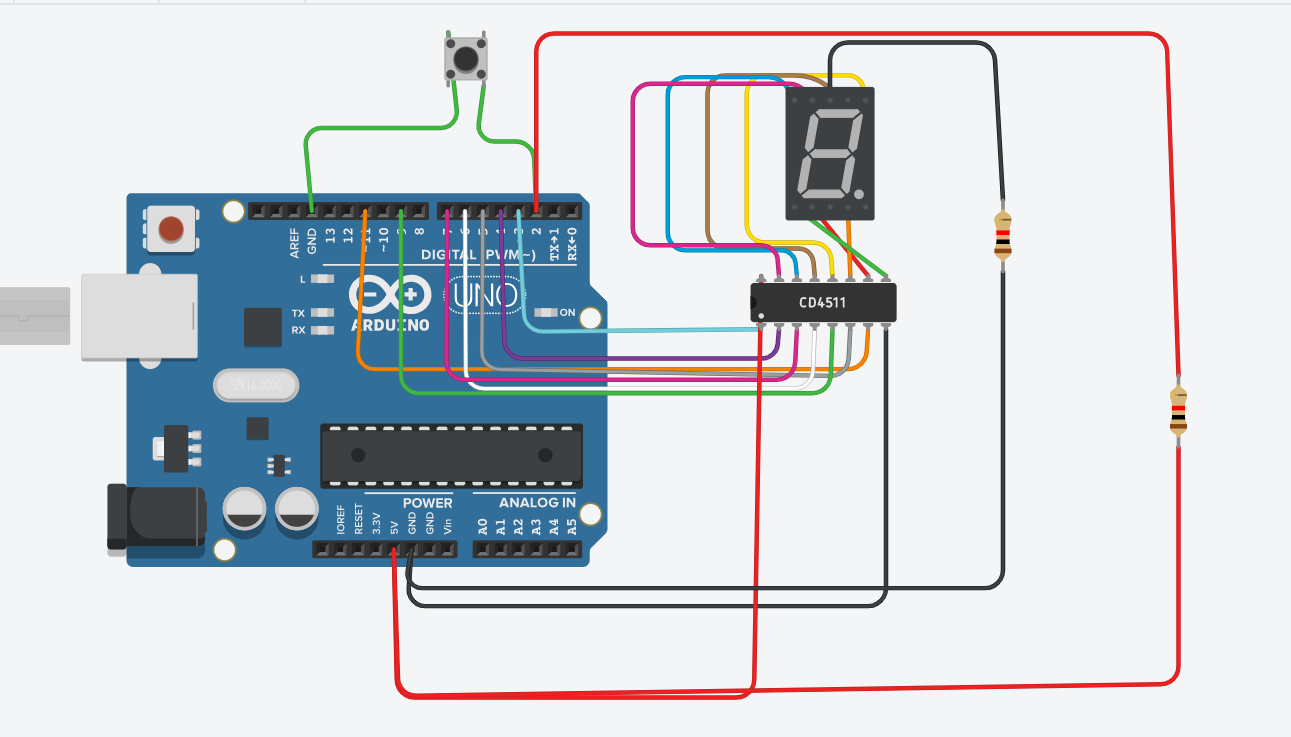 AREF
GND
13
12
~11
~10
9
8
7
6
5
4
3
2
TX→1
RX←0
DIGITAL (PWM~)
L
TX
RX
ARDUINO
UNO
ON
CD4511
SPK16.000G
POWER
ANALOG IN
IOREF
RESET
3.3V
5V
GND
GND
Vin
A0
A1
A2
A3
A4
A5